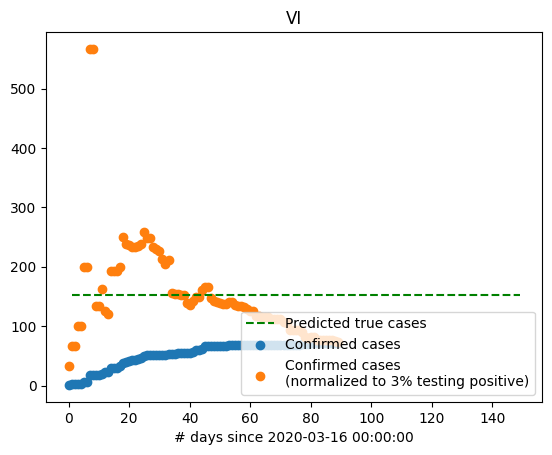 VI
500
400
300
200
100
0
Predicted true cases
Confirmed cases
Confirmed cases
(normalized to 3% testing positive)
0 20 40 60 80 100 120 140
# days since 2020-03-16 00:00:00